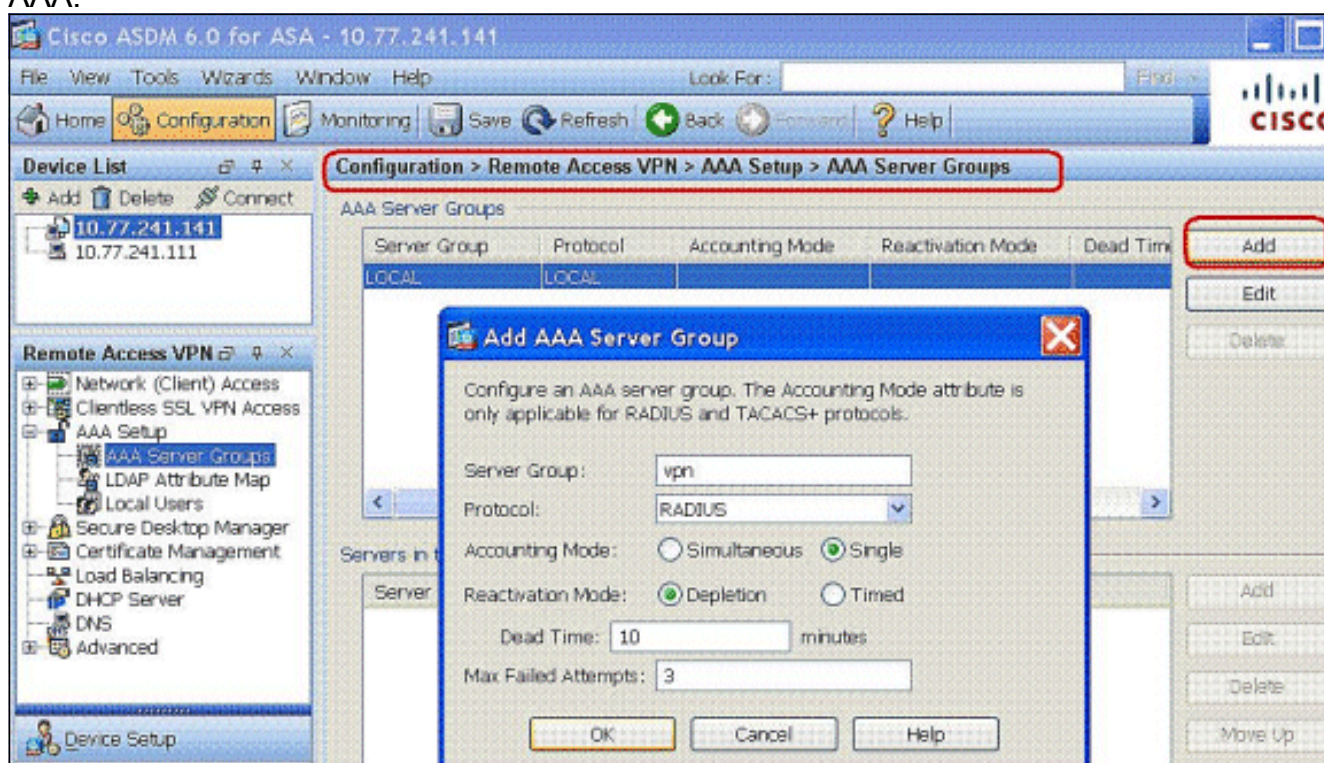 AAA.
Cisco ASDM 6.0 for ASA - 10.77.241.141
File View Tools Wizards Window Help Look For: Find
Home Configuration Monitoring Save Refresh Back Forward Help
CISCO
Device List
Add Delete Connect
10.77.241.141
10.77.241.111
Configuration > Remote Access VPN > AAA Setup > AAA Server Groups
AAA Server Groups
Server Group Protocol Accounting Mode Reactivation Mode Dead Time
LOCAL LOCAL
Add
Edit
Delete
Remote Access VPN
Network (Client) Access
Clientless SSL VPN Access
AAA Setup
AAA Server Groups
LDAP Attribute Map
Local Users
Secure Desktop Manager
Certificate Management
Load Balancing
DHCP Server
DNS
Advanced
Device Setup
Add AAA Server Group
Configure an AAA server group. The Accounting Mode attribute is
only applicable for RADIUS and TACACS+ protocols.
Server Group: vpn
Protocol: RADIUS
Accounting Mode: Simultaneous Single
Reactivation Mode: Depletion Timed
Dead Time: 10 minutes
Max Failed Attempts: 3
OK Cancel Help
Servers in t
Server
Add
Edit
Delete
Move Up